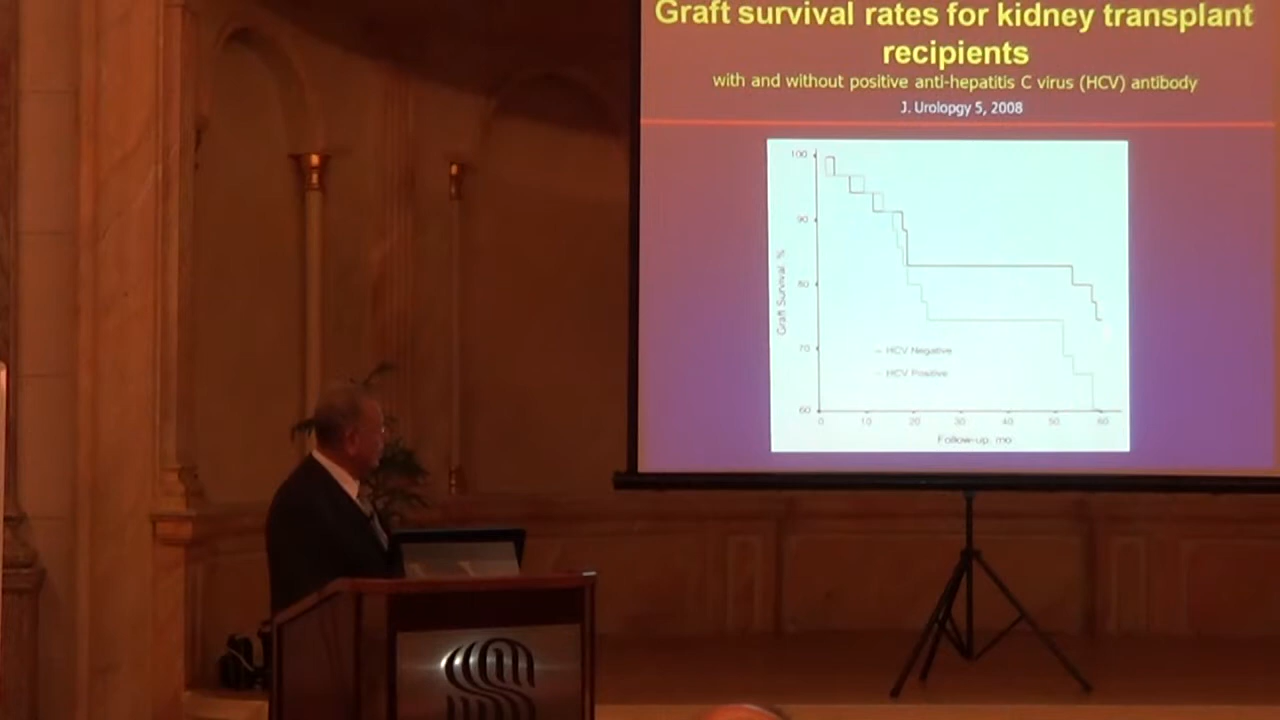 Graft survival rates for kidney transplant
recipients
with and without positive anti-hepatitis C virus (HCV) antibody
J. Urolopgy 5, 2008
100
90
80
70
60
Graft Survival, %
HCV Negative
HCV Positive
0 10 20 30 40 50 60
Follow-up, mo